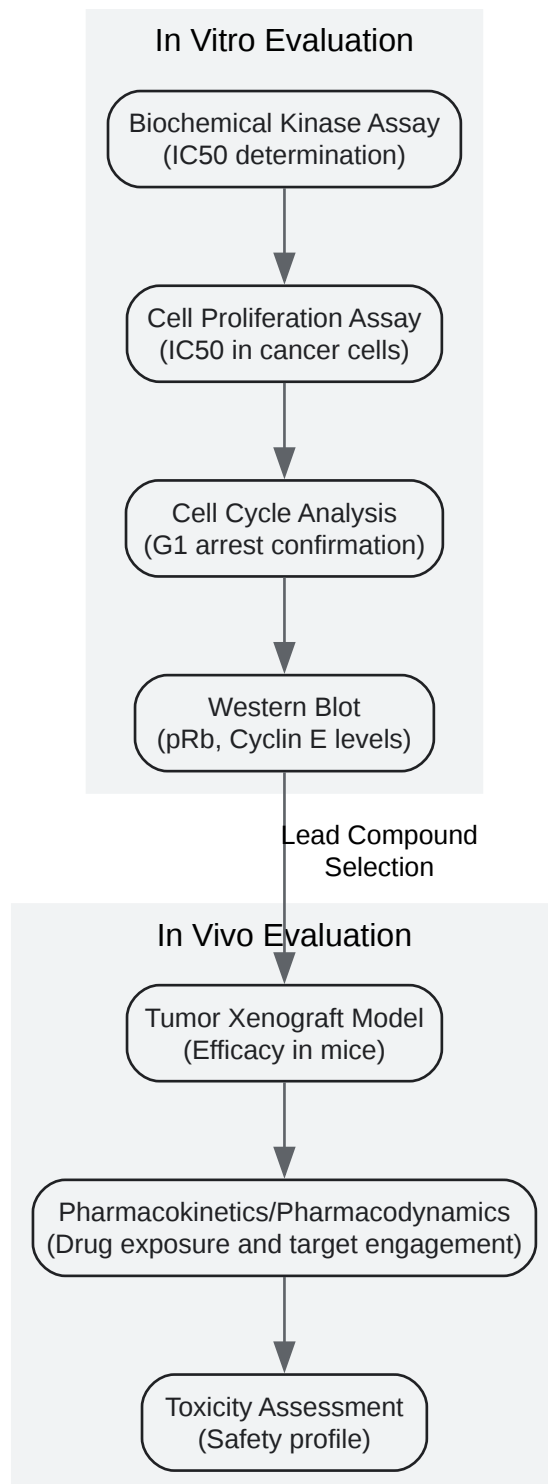 In Vitro Evaluation
Biochemical Kinase Assay
(IC50 determination)
Cell Proliferation Assay
(IC50 in cancer cells)
Cell Cycle Analysis
(G1 arrest confirmation)
Western Blot
(pRb, Cyclin E levels)
Lead Compound
Selection
In Vivo Evaluation
Tumor Xenograft Model
(Efficacy in mice)
Pharmacokinetics/Pharmacodynamics
(Drug exposure and target engagement)
Toxicity Assessment
(Safety profile)